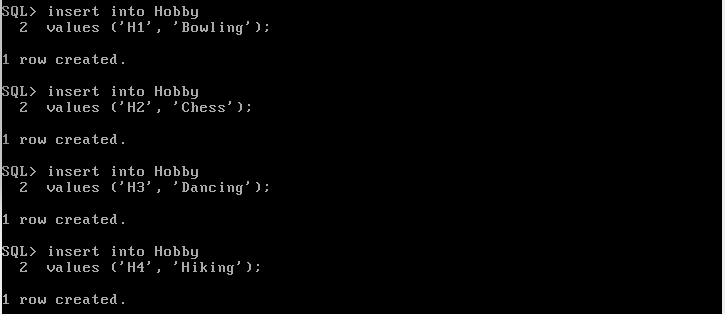 SQL> insert into Hobby
  2  values ('H1', 'Bowling');
1 row created.
SQL> insert into Hobby
  2  values ('H2', 'Chess');
1 row created.
SQL> insert into Hobby
  2  values ('H3', 'Dancing');
1 row created.
SQL> insert into Hobby
  2  values ('H4', 'Hiking');
1 row created.